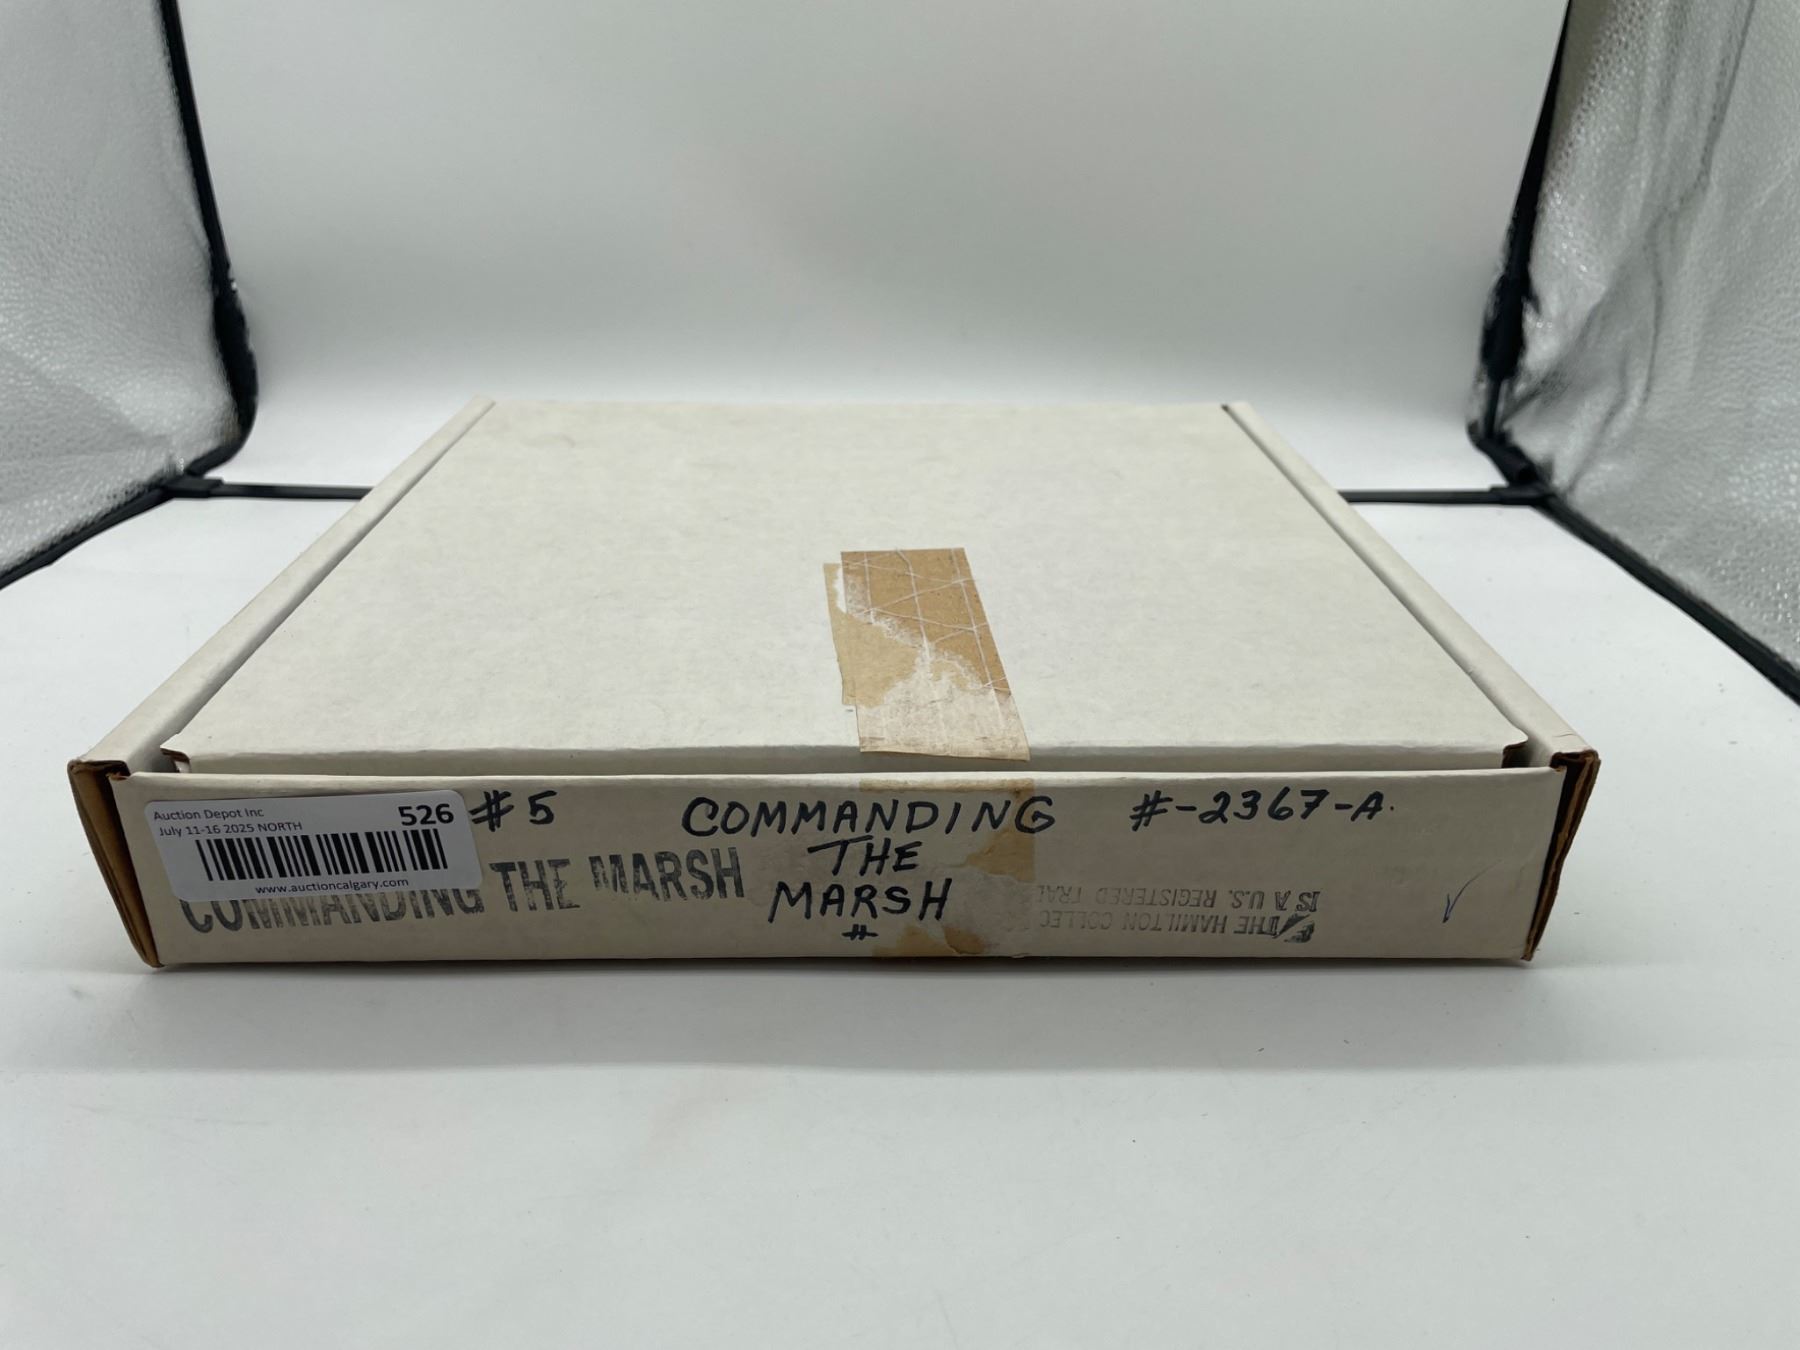 Auction Depot Inc
526
July 11-16 2025 NORTH
www.auctioncalgary.com
#5
COMMANDING
THE
MARSH
#
#-2367-A.
COMMANDING THE MARSH
THE HAMILTON COLLEC
IS A U.S. REGISTERED TRA